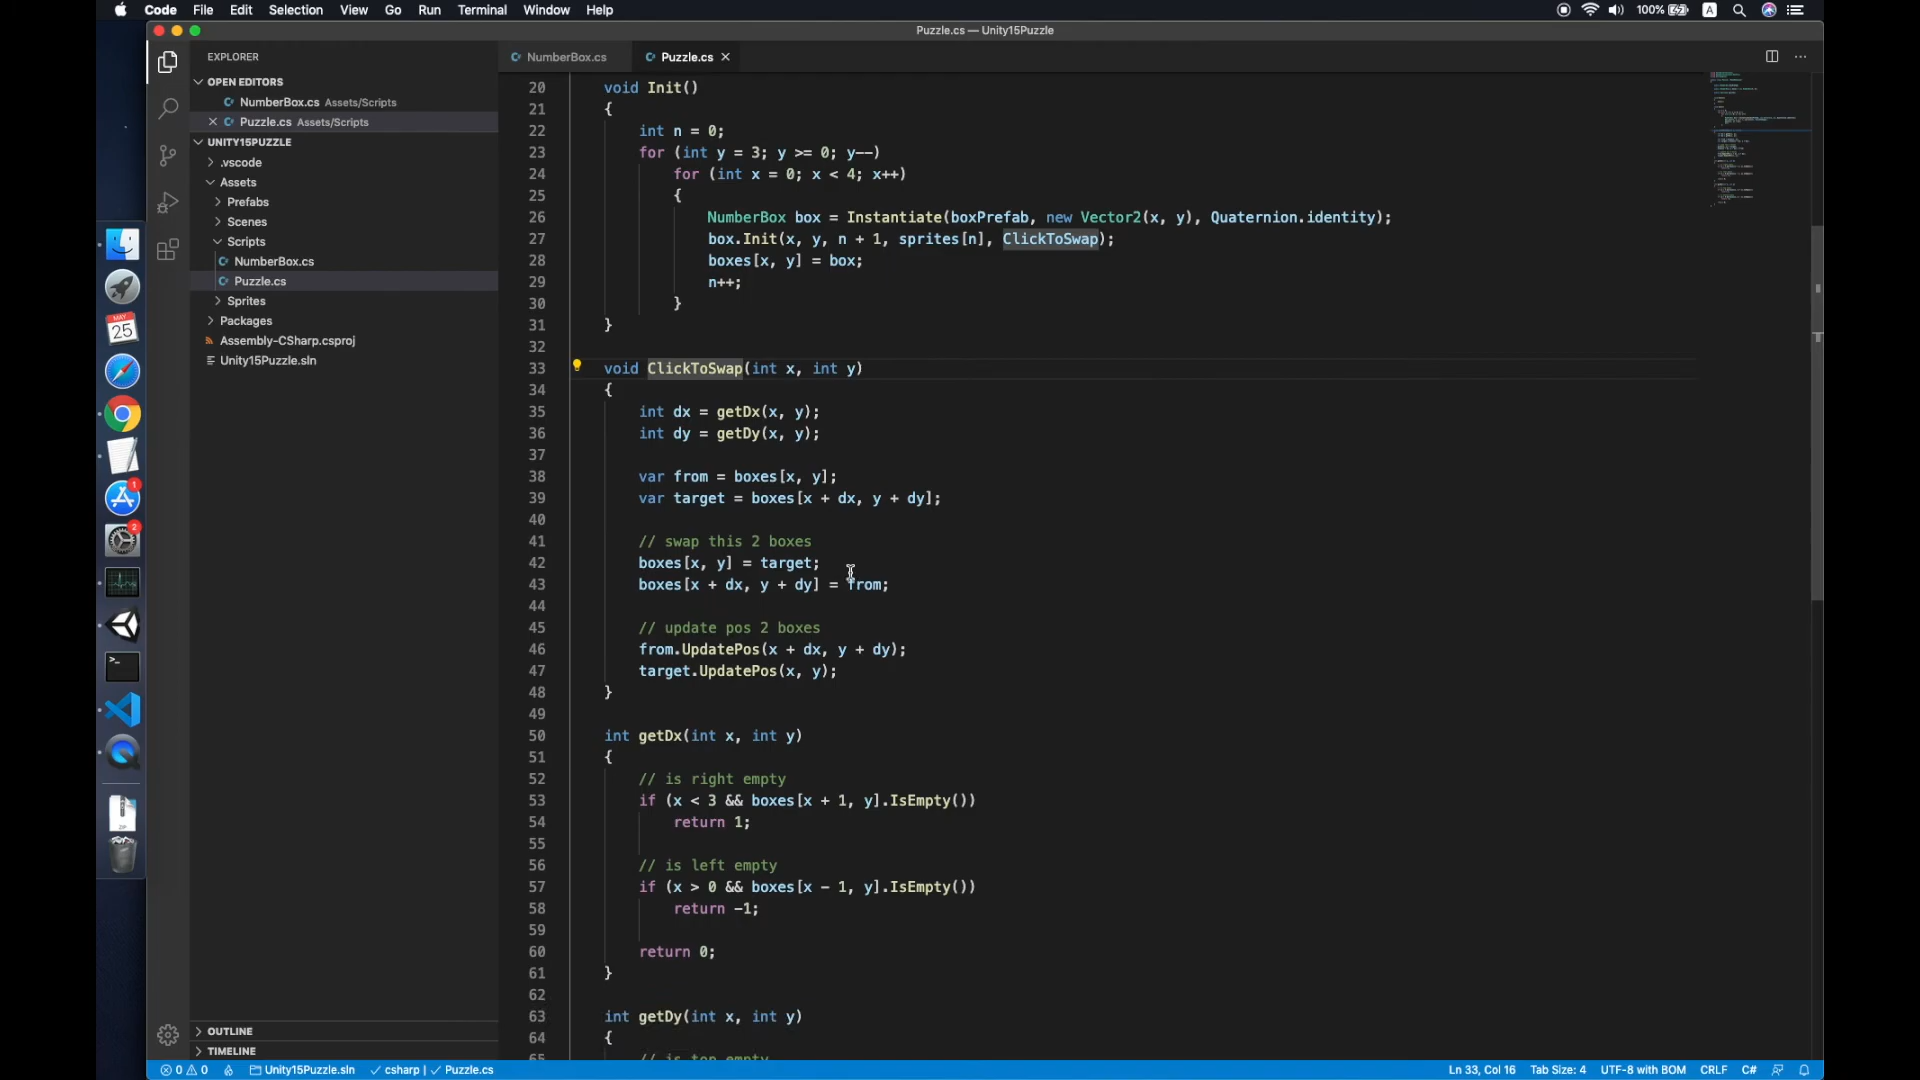 Code File Edit Selection View Go Run Terminal Window Help 100% A
Puzzle.cs — Unity15Puzzle
EXPLORER
OPEN EDITORS
NumberBox.cs Assets/Scripts
Puzzle.cs Assets/Scripts
UNITY15PUZZLE
.vscode
Assets
Prefabs
Scenes
Scripts
NumberBox.cs
Puzzle.cs
Sprites
Packages
Assembly-CSharp.csproj
Unity15Puzzle.sln
OUTLINE
TIMELINE
MAY
25
1
2
ZIP
NumberBox.cs Puzzle.cs
20 void Init()
21 {
22 int n = 0;
23 for (int y = 3; y >= 0; y--)
24 for (int x = 0; x < 4; x++)
25 {
26 NumberBox box = Instantiate(boxPrefab, new Vector2(x, y), Quaternion.identity);
27 box.Init(x, y, n + 1, sprites[n], ClickToSwap);
28 boxes[x, y] = box;
29 n++;
30 }
31 }
32
33 void ClickToSwap(int x, int y)
34 {
35 int dx = getDx(x, y);
36 int dy = getDy(x, y);
37
38 var from = boxes[x, y];
39 var target = boxes[x + dx, y + dy];
40
41 // swap this 2 boxes
42 boxes[x, y] = target;
43 boxes[x + dx, y + dy] = from;
44
45 // update pos 2 boxes
46 from.UpdatePos(x + dx, y + dy);
47 target.UpdatePos(x, y);
48 }
49
50 int getDx(int x, int y)
51 {
52 // is right empty
53 if (x < 3 && boxes[x + 1, y].IsEmpty())
54 return 1;
55
56 // is left empty
57 if (x > 0 && boxes[x - 1, y].IsEmpty())
58 return -1;
59
60 return 0;
61 }
62
63 int getDy(int x, int y)
64 {
65 // is top empty
0 0 Unity15Puzzle.sln csharp | Puzzle.cs Ln 33, Col 16 Tab Size: 4 UTF-8 with BOM CRLF C#